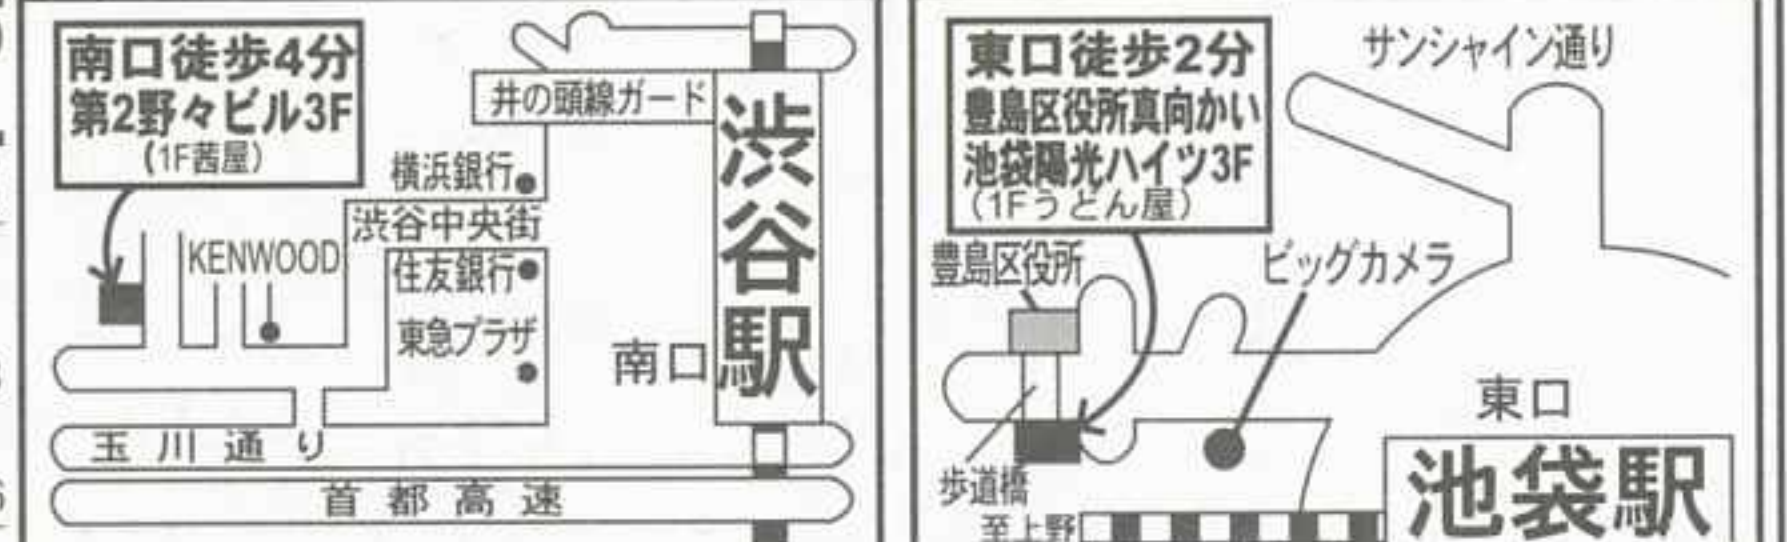 南口徒歩4分
第2野々ビル3F
(1F茜屋)
井の頭線ガード
横浜銀行
渋谷中央街
KENWOOD
住友銀行
東急プラザ
南口
渋谷駅
玉川通り
首都高速
東口徒歩2分
豊島区役所真向かい
池袋陽光ハイツ3F
(1Fうどん屋)
サンシャイン通り
豊島区役所
ビッグカメラ
東口
池袋駅
歩道橋
至上野